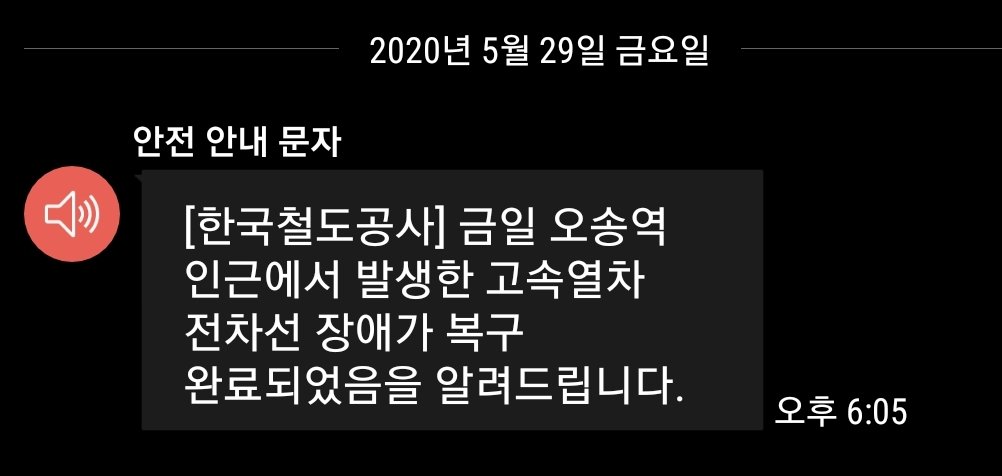 2020년 5월 29일 금요일
안전 안내 문자
[한국철도공사] 금일 오송역
인근에서 발생한 고속열차
전차선 장애가 복구
완료되었음을 알려드립니다.
오후 6:05